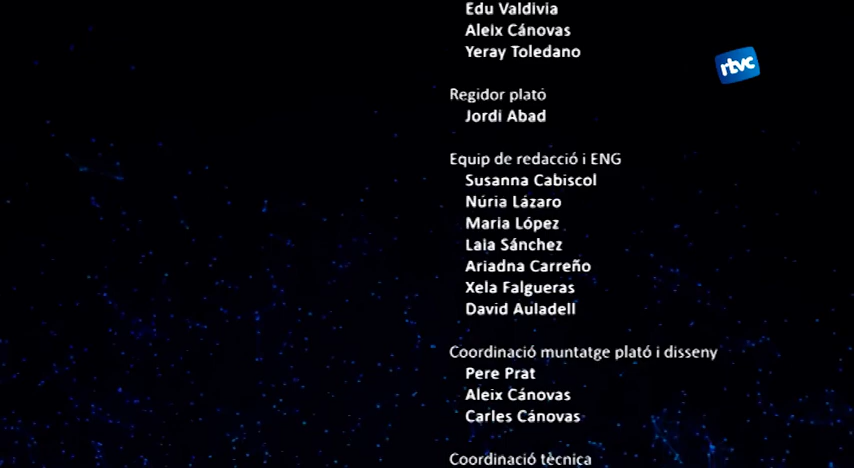 Edu Valdivia
Aleix Cánovas
Yeray Toledano
rtvc
Regidor plató
Jordi Abad
Equip de redacció i ENG
Susanna Cabiscol
Núria Lázaro
Maria López
Laia Sánchez
Ariadna Carreño
Xela Falgueras
David Auladell
Coordinació muntatge plató i disseny
Pere Prat
Aleix Cánovas
Carles Cánovas
Coordinació tècnica